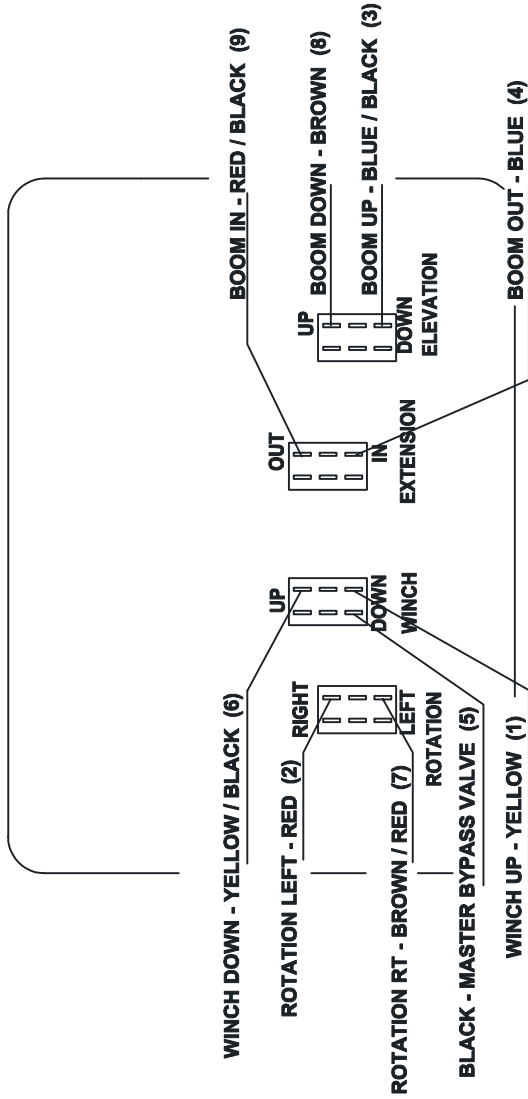 WINCH DOWN - YELLOW / BLACK (6)
BOOM IN - RED / BLACK (9)
ROTATION LEFT - RED (2)
BOOM DOWN - BROWN (8)
ROTATION RT - BROWN / RED (7)
BOOM UP - BLUE / BLACK (3)
BLACK - MASTER BYPASS VALVE (5)
WINCH UP - YELLOW (1)
BOOM OUT - BLUE (4)
RIGHT
LEFT
ROTATION
UP
DOWN
WINCH
OUT
IN
EXTENSION
UP
DOWN
ELEVATION